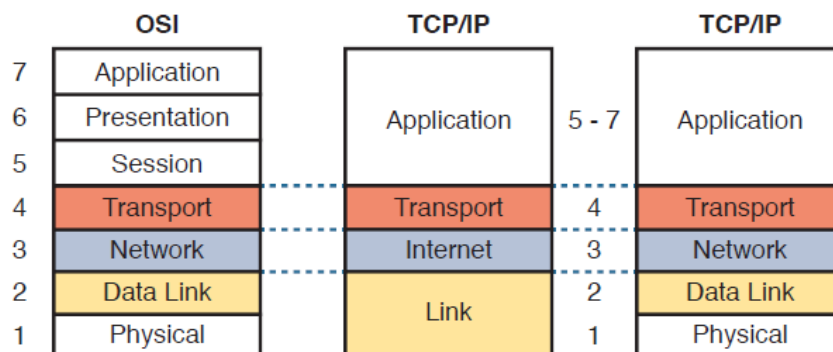 OSI TCP/IP TCP/IP
7 Application
6 Presentation Application 5 - 7 Application
5 Session
4 Transport Transport 4 Transport
3 Network Internet 3 Network
2 Data Link Link 2 Data Link
1 Physical 1 Physical